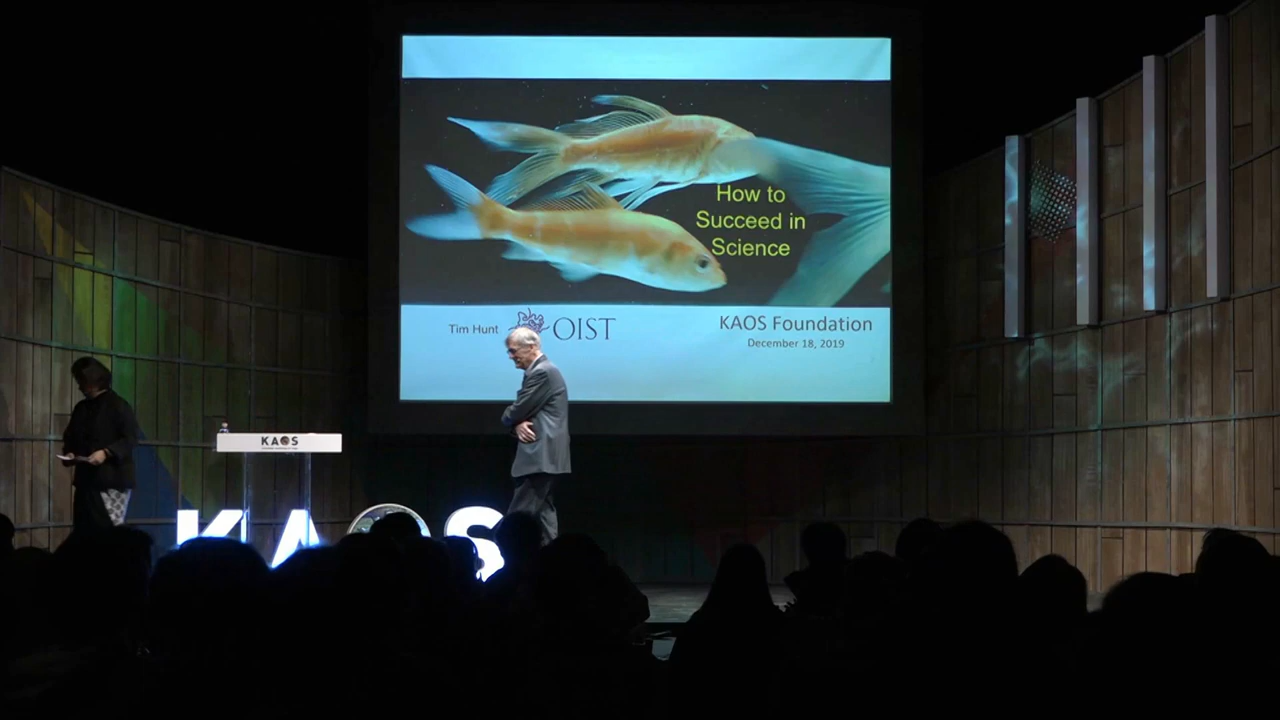 How to
Succeed in
Science
Tim Hunt
OIST
KAOS Foundation
December 18, 2019
KAOS
KAOS